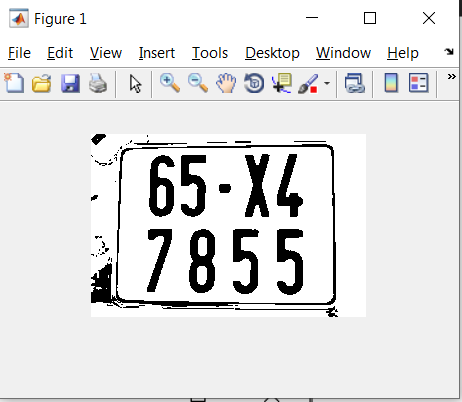 Figure 1
File Edit View Insert Tools Desktop Window Help
65-X4
7855